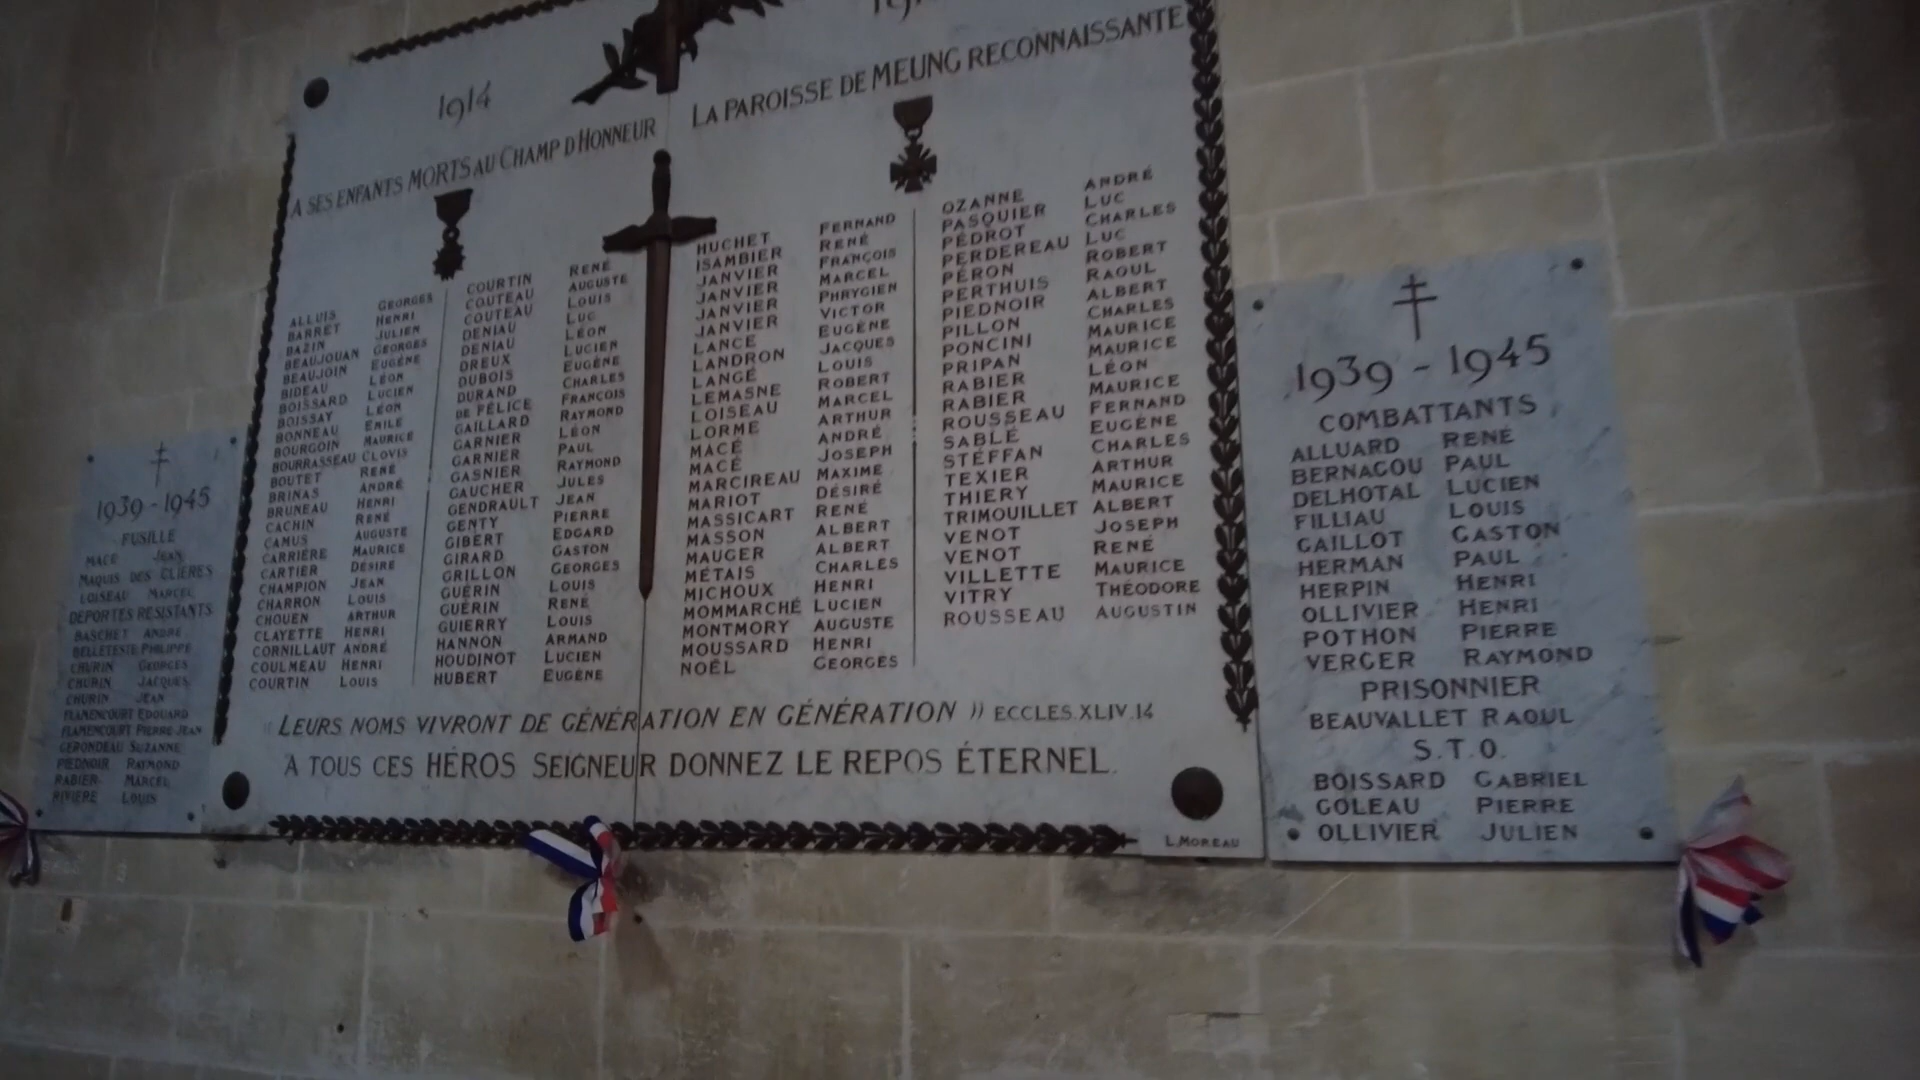 1914
A SES ENFANTS MORTS AU CHAMP D'HONNEUR
LA PAROISSE DE MEUNG RECONNAISSANTE
ALLUIS GEORGES
BARRET HENRI
BAZIN JULIEN
BEAUJOUAN GEORGES
BEAUJOIN EUGÈNE
BIDEAU LÉON
BOISSARD LUCIEN
BOISSAY LÉON
BONNEAU EMILE
BOURGOIN MAURICE
BOURRASSEAU CLOVIS
BOUTET RENÉ
BRINAS ANDRÉ
BRUNEAU HENRI
CACHIN RENÉ
CAMUS AUGUSTE
CARRIÈRE MAURICE
CARTIER DÉSIRE
CHAMPION JEAN
CHARRON LOUIS
CHOUEN ARTHUR
CLAYETTE HENRI
CORNILLAUT ANDRÉ
COULMEAU HENRI
COURTIN LOUIS
COURTIN RENÉ
COUTEAU AUGUSTE
COUTEAU LOUIS
DENIAU LUC
DENIAU LÉON
DREUX LUCIEN
DUBOIS EUGÈNE
DURAND CHARLES
DE FÉLICE FRANÇOIS
GAILLARD RAYMOND
GARNIER LÉON
GARNIER PAUL
GASNIER RAYMOND
GAUCHER JULES
GENDRAULT JEAN
GENTY PIERRE
GIBERT EDGARD
GIRARD GASTON
GRILLON GEORGES
GUÉRIN LOUIS
GUÉRIN RENÉ
GUIERRY LOUIS
HANNON ARMAND
HOUDINOT LUCIEN
HUBERT EUGÈNE
HUCHET FERNAND
ISAMBIER RENÉ
JANVIER FRANÇOIS
JANVIER MARCEL
JANVIER PHRYGIEN
JANVIER VICTOR
LANCE EUGÈNE
LANDRON JACQUES
LANGÉ LOUIS
LEMASNE ROBERT
LOISEAU MARCEL
LORME ARTHUR
MACÉ ANDRÉ
MACÉ JOSEPH
MARCIREAU MAXIME
MARIOT DÉSIRÉ
MASSICART RENÉ
MASSON ALBERT
MAUGER ALBERT
MÉTAIS CHARLES
MICHOUX HENRI
MOMMARCHÉ LUCIEN
MONTMORY AUGUSTE
MOUSSARD HENRI
NOËL GEORGES
OZANNE ANDRÉ
PASQUIER LUC
PÉDROT CHARLES
PERDEREAU LUC
PÉRON ROBERT
PERTHUIS RAOUL
PIEDNOIR ALBERT
PILLON CHARLES
PONCINI MAURICE
PRIPAN MAURICE
RABIER LÉON
RABIER MAURICE
ROUSSEAU FERNAND
SABLÉ EUGÈNE
STÉFFAN CHARLES
TEXIER ARTHUR
THIERY MAURICE
TRIMOUILLET ALBERT
VENOT JOSEPH
VENOT RENÉ
VILLETTE MAURICE
VITRY THÉODORE
ROUSSEAU AUGUSTIN
"LEURS NOMS VIVRONT DE GÉNÉRATION EN GÉNÉRATION" ECCLES.XLIV.14
A TOUS CES HÉROS SEIGNEUR DONNEZ LE REPOS ÉTERNEL.
L.MOREAU
1939-1945
FUSILLÉ
MACÉ JEAN
MAQUIS DES GLIÈRES
LOISEAU MARCEL
DEPORTES RESISTANTS
BASCHET ANDRÉ
BELLETESTE PHILIPPE
CHURIN GEORGES
CHURIN JACQUES
CHURIN JEAN
FLAMENCOURT EDOUARD
FLAMENCOURT PIERRE-JEAN
GERONDEAU SUZANNE
PIEDNOIR RAYMOND
RABIER MARCEL
RIVIERE LOUIS
1939-1945
COMBATTANTS
ALLUARD RENÉ
BERNAGOU PAUL
DELHOTAL LUCIEN
FILLIAU LOUIS
GAILLOT GASTON
HERMAN PAUL
HERPIN HENRI
OLLIVIER HENRI
POTHON PIERRE
VERGER RAYMOND
PRISONNIER
BEAUVALLET RAOUL
S.T.O.
BOISSARD GABRIEL
GOLEAU PIERRE
OLLIVIER JULIEN